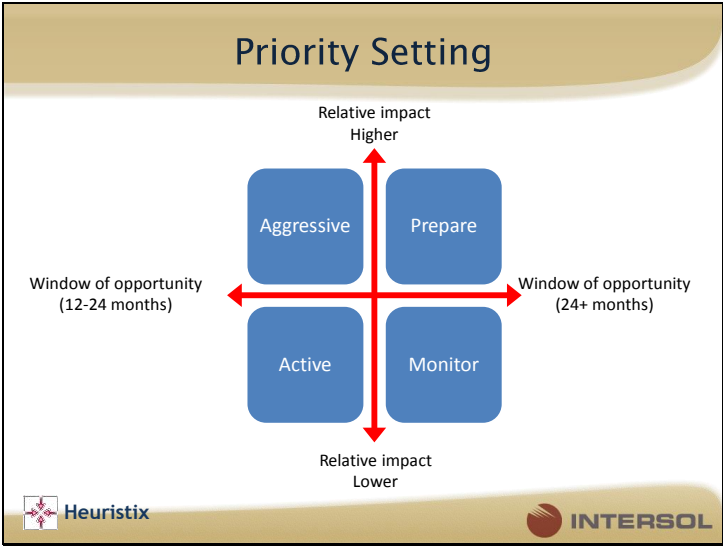 Priority Setting
Relative impact
Higher
Aggressive
Prepare
Window of opportunity
(12-24 months)
Window of opportunity
(24+ months)
Active
Monitor
Relative impact
Lower
Heuristix
INTERSOL